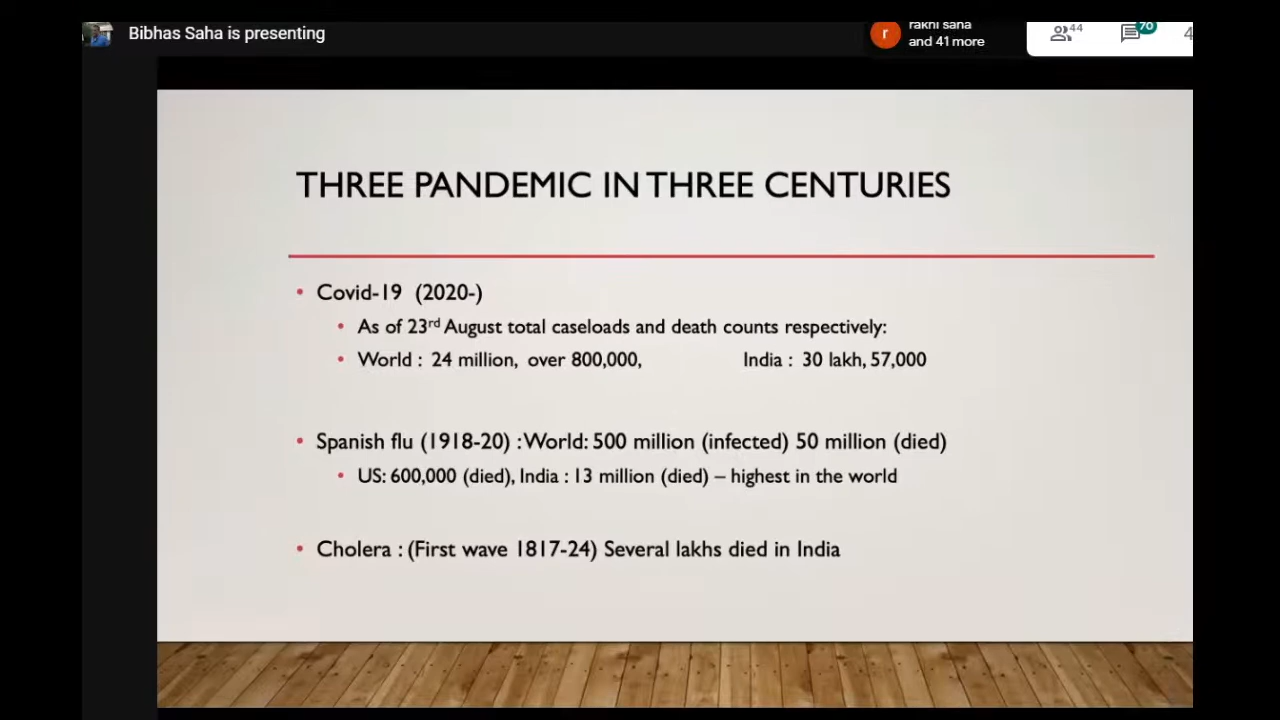 Bibhas Saha is presenting
r
rakhi saha
and 41 more
44
70
4
THREE PANDEMIC IN THREE CENTURIES
• Covid-19 (2020-)
• As of 23rd August total caseloads and death counts respectively:
• World : 24 million, over 800,000, India : 30 lakh, 57,000
• Spanish flu (1918-20) : World: 500 million (infected) 50 million (died)
• US: 600,000 (died), India : 13 million (died) – highest in the world
• Cholera : (First wave 1817-24) Several lakhs died in India